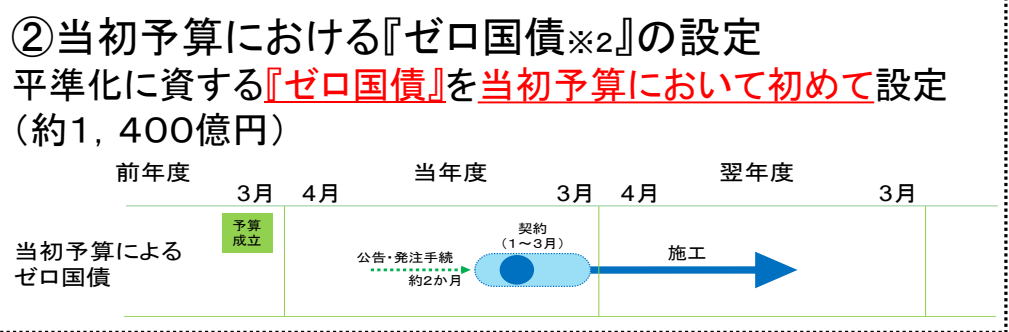 ②当初予算における『ゼロ国債※2』の設定
平準化に資する『ゼロ国債』を当初予算において初めて設定
（約１，４００億円）
前年度 当年度 翌年度
3月 4月 3月 4月 3月
予算
成立
当初予算による
ゼロ国債
公告・発注手続
約2か月
契約
（1～3月）
施工